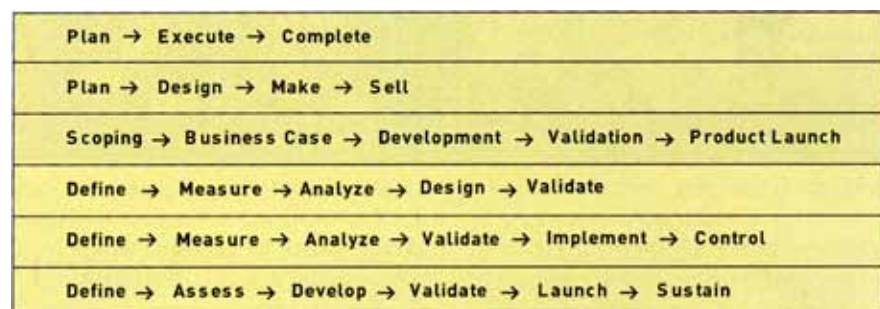 Plan → Execute → Complete
Plan → Design → Make → Sell
Scoping → Business Case → Development → Validation → Product Launch
Define → Measure → Analyze → Design → Validate
Define → Measure → Analyze → Validate → Implement → Control
Define → Assess → Develop → Validate → Launch → Sustain